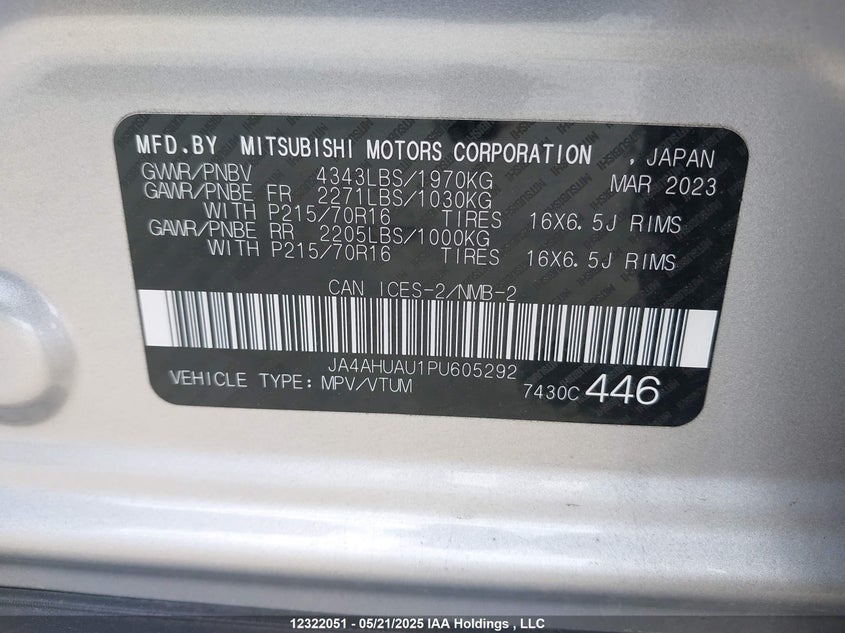 MFD.BY MITSUBISHI MOTORS CORPORATION , JAPAN
GVWR/PNBV 4343LBS/1970KG MAR 2023
GAWR/PNBE FR 2271LBS/1030KG
WITH P215/70R16 TIRES 16X6.5J RIMS
GAWR/PNBE RR 2205LBS/1000KG
WITH P215/70R16 TIRES 16X6.5J RIMS
CAN ICES-2/NMB-2
JA4AHUAU1PU605292
VEHICLE TYPE:MPV/VTUM 7430C 446
12322051 - 05/21/2025 IAA Holdings , LLC